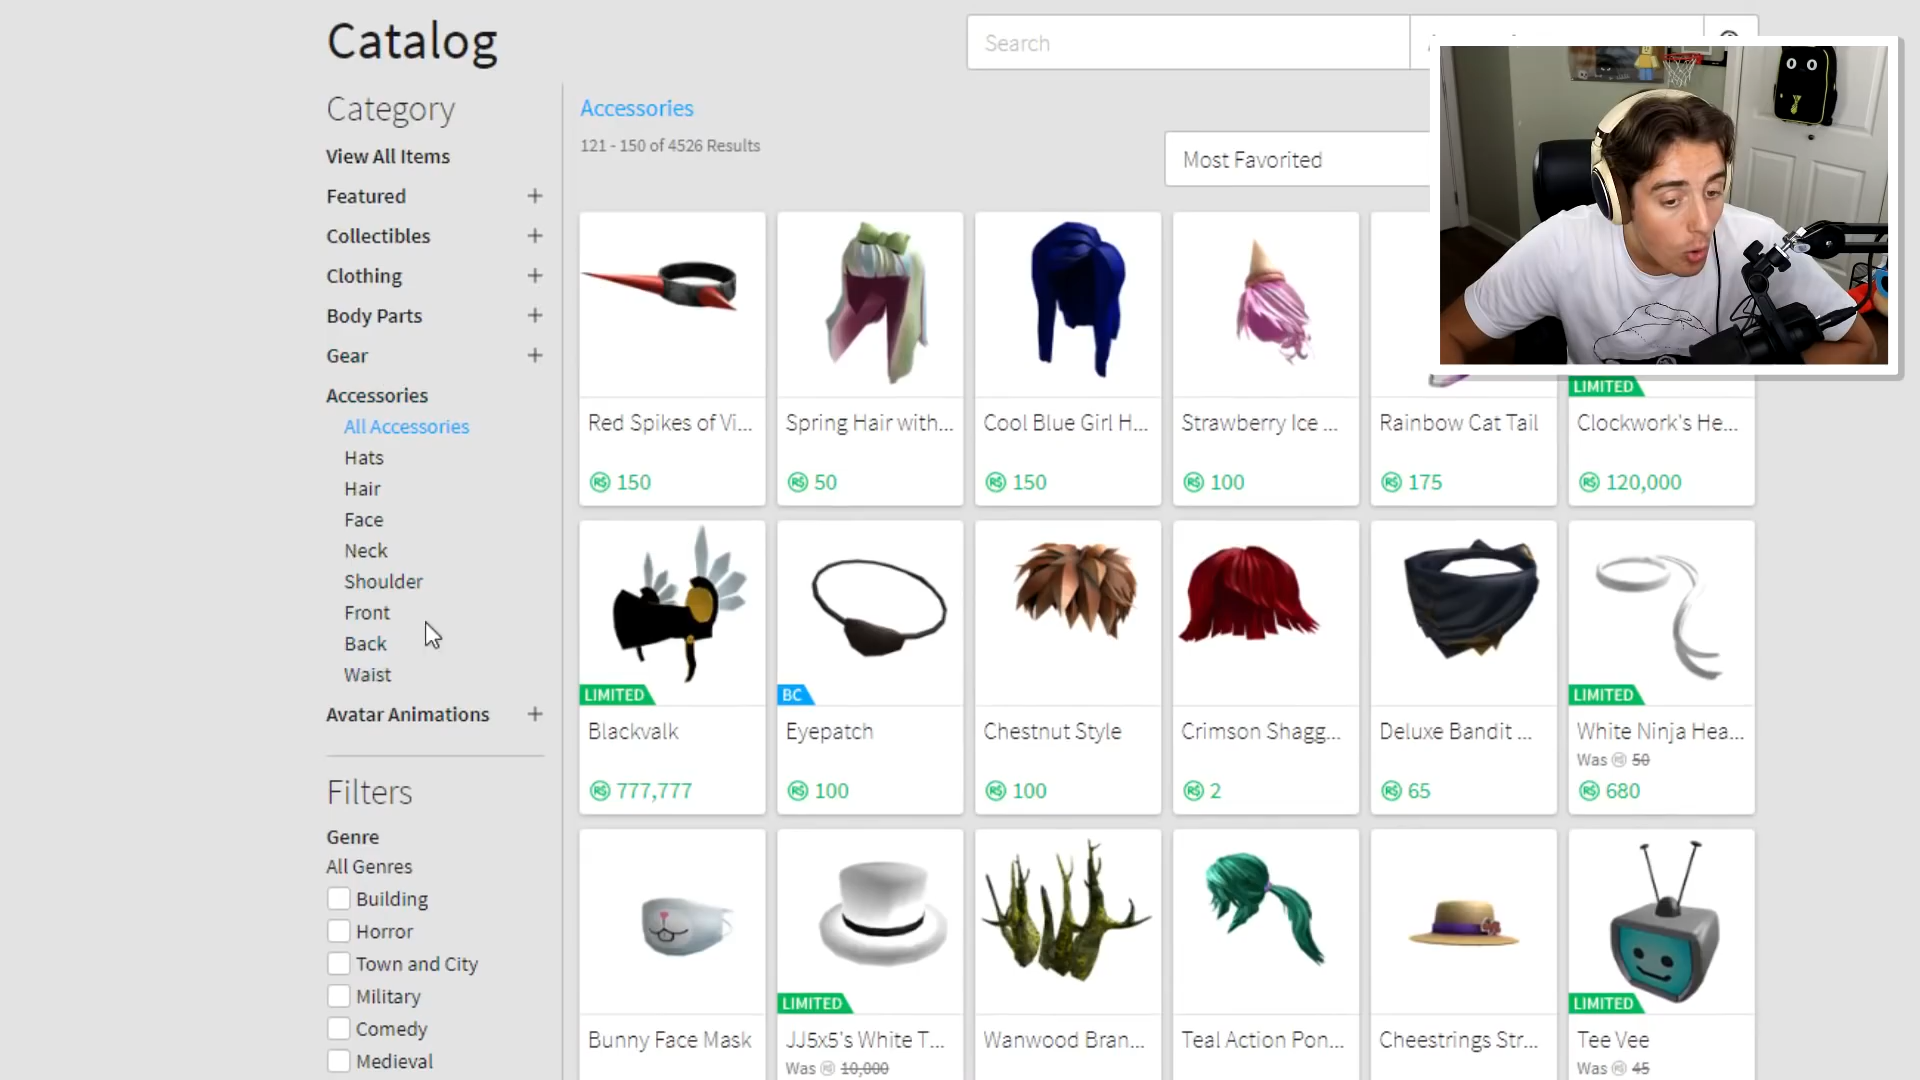 Catalog
Search
Category
View All Items
Featured
Collectibles
Clothing
Body Parts
Gear
Accessories
All Accessories
Hats
Hair
Face
Neck
Shoulder
Front
Back
Waist
Avatar Animations
Filters
Genre
All Genres
Building
Horror
Town and City
Military
Comedy
Medieval
Accessories
121 - 150 of 4526 Results
Most Favorited
LIMITED
Red Spikes of Vi...
Spring Hair with...
Cool Blue Girl H...
Strawberry Ice ...
Rainbow Cat Tail
Clockwork's He...
R$ 150
R$ 50
R$ 150
R$ 100
R$ 175
R$ 120,000
LIMITED
BC
LIMITED
Blackvalk
Eyepatch
Chestnut Style
Crimson Shagg...
Deluxe Bandit ...
White Ninja Hea...
Was R$ 50
R$ 777,777
R$ 100
R$ 100
R$ 2
R$ 65
R$ 680
LIMITED
LIMITED
Bunny Face Mask
JJ5x5's White T...
Wanwood Bran...
Teal Action Pon...
Cheestrings Str...
Tee Vee
Was R$ 10,000
Was R$ 45